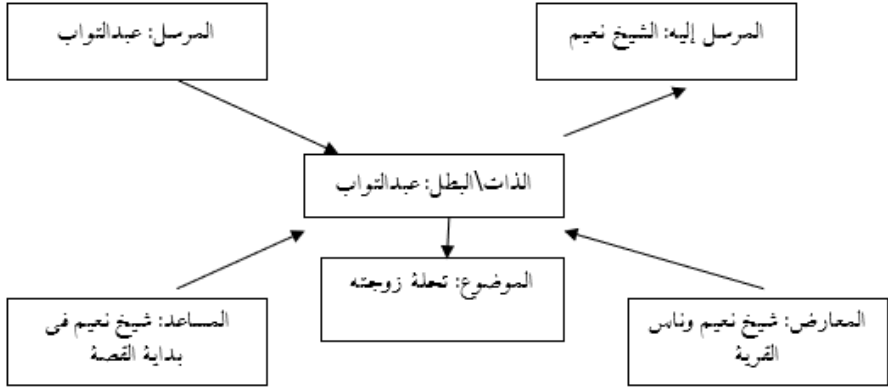 المرسل إليه: الشيخ نعيم
المرسل: عبدالتواب
الذات\البطل: عبدالتواب
الموضوع: تحلة زوجته
المعارض: شيخ نعيم وناس
القرية
المساعد: شيخ نعيم فى
بداية القصة